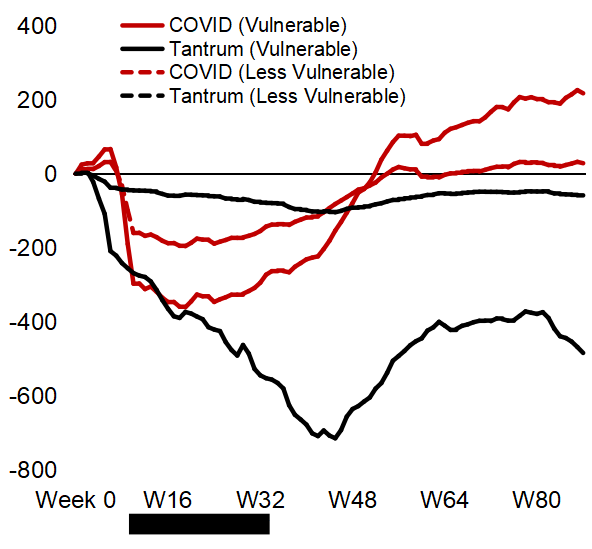 400
200
0
-200
-400
-600
-800
COVID (Vulnerable)
Tantrum (Vulnerable)
COVID (Less Vulnerable)
Tantrum (Less Vulnerable)
Week 0 W16 W32 W48 W64 W80